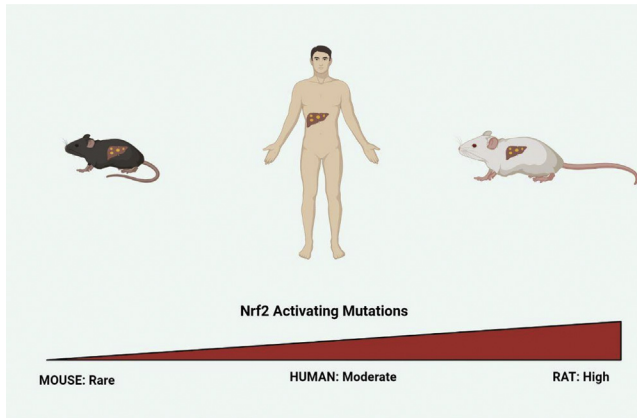 Nrf2 Activating Mutations
MOUSE: Rare
HUMAN: Moderate
RAT: High